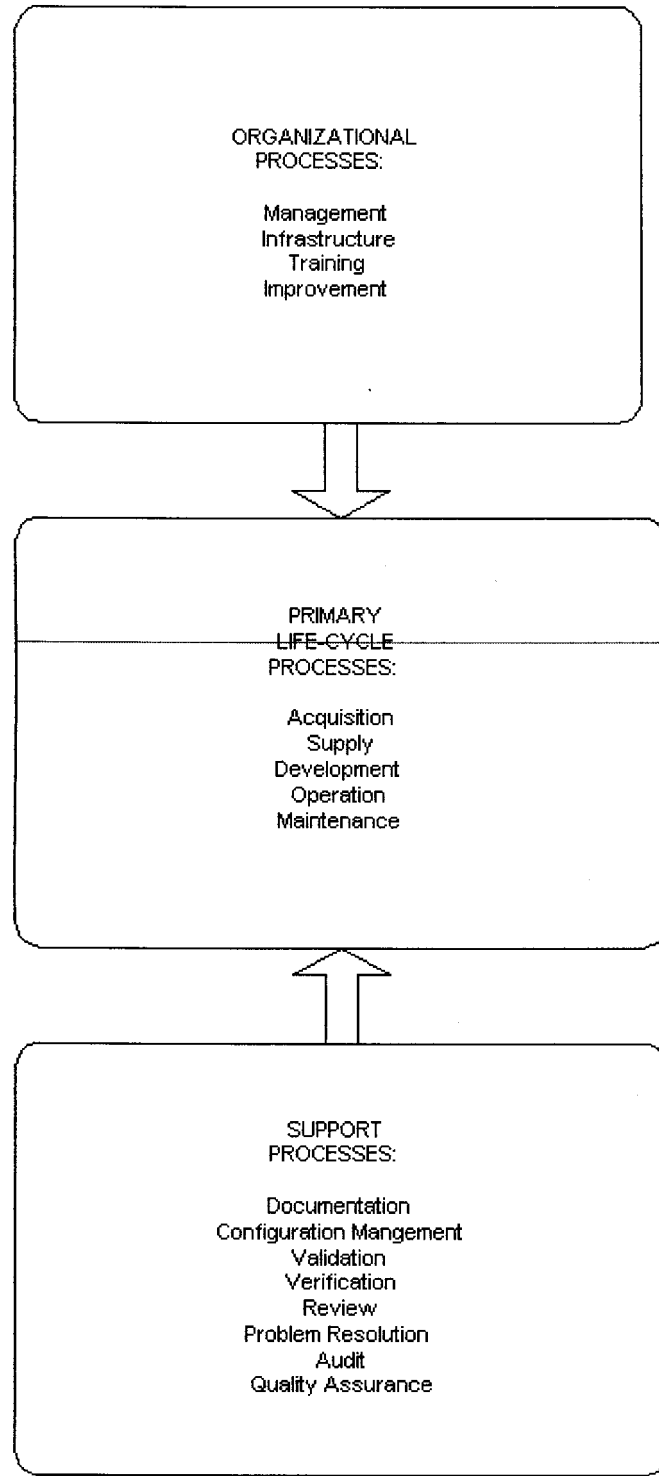 ORGANIZATIONAL
PROCESSES:
Management
Infrastructure
Training
Improvement
PRIMARY
LIFE-CYCLE
PROCESSES:
Acquisition
Supply
Development
Operation
Maintenance
SUPPORT
PROCESSES:
Documentation
Configuration Mangement
Validation
Verification
Review
Problem Resolution
Audit
Quality Assurance